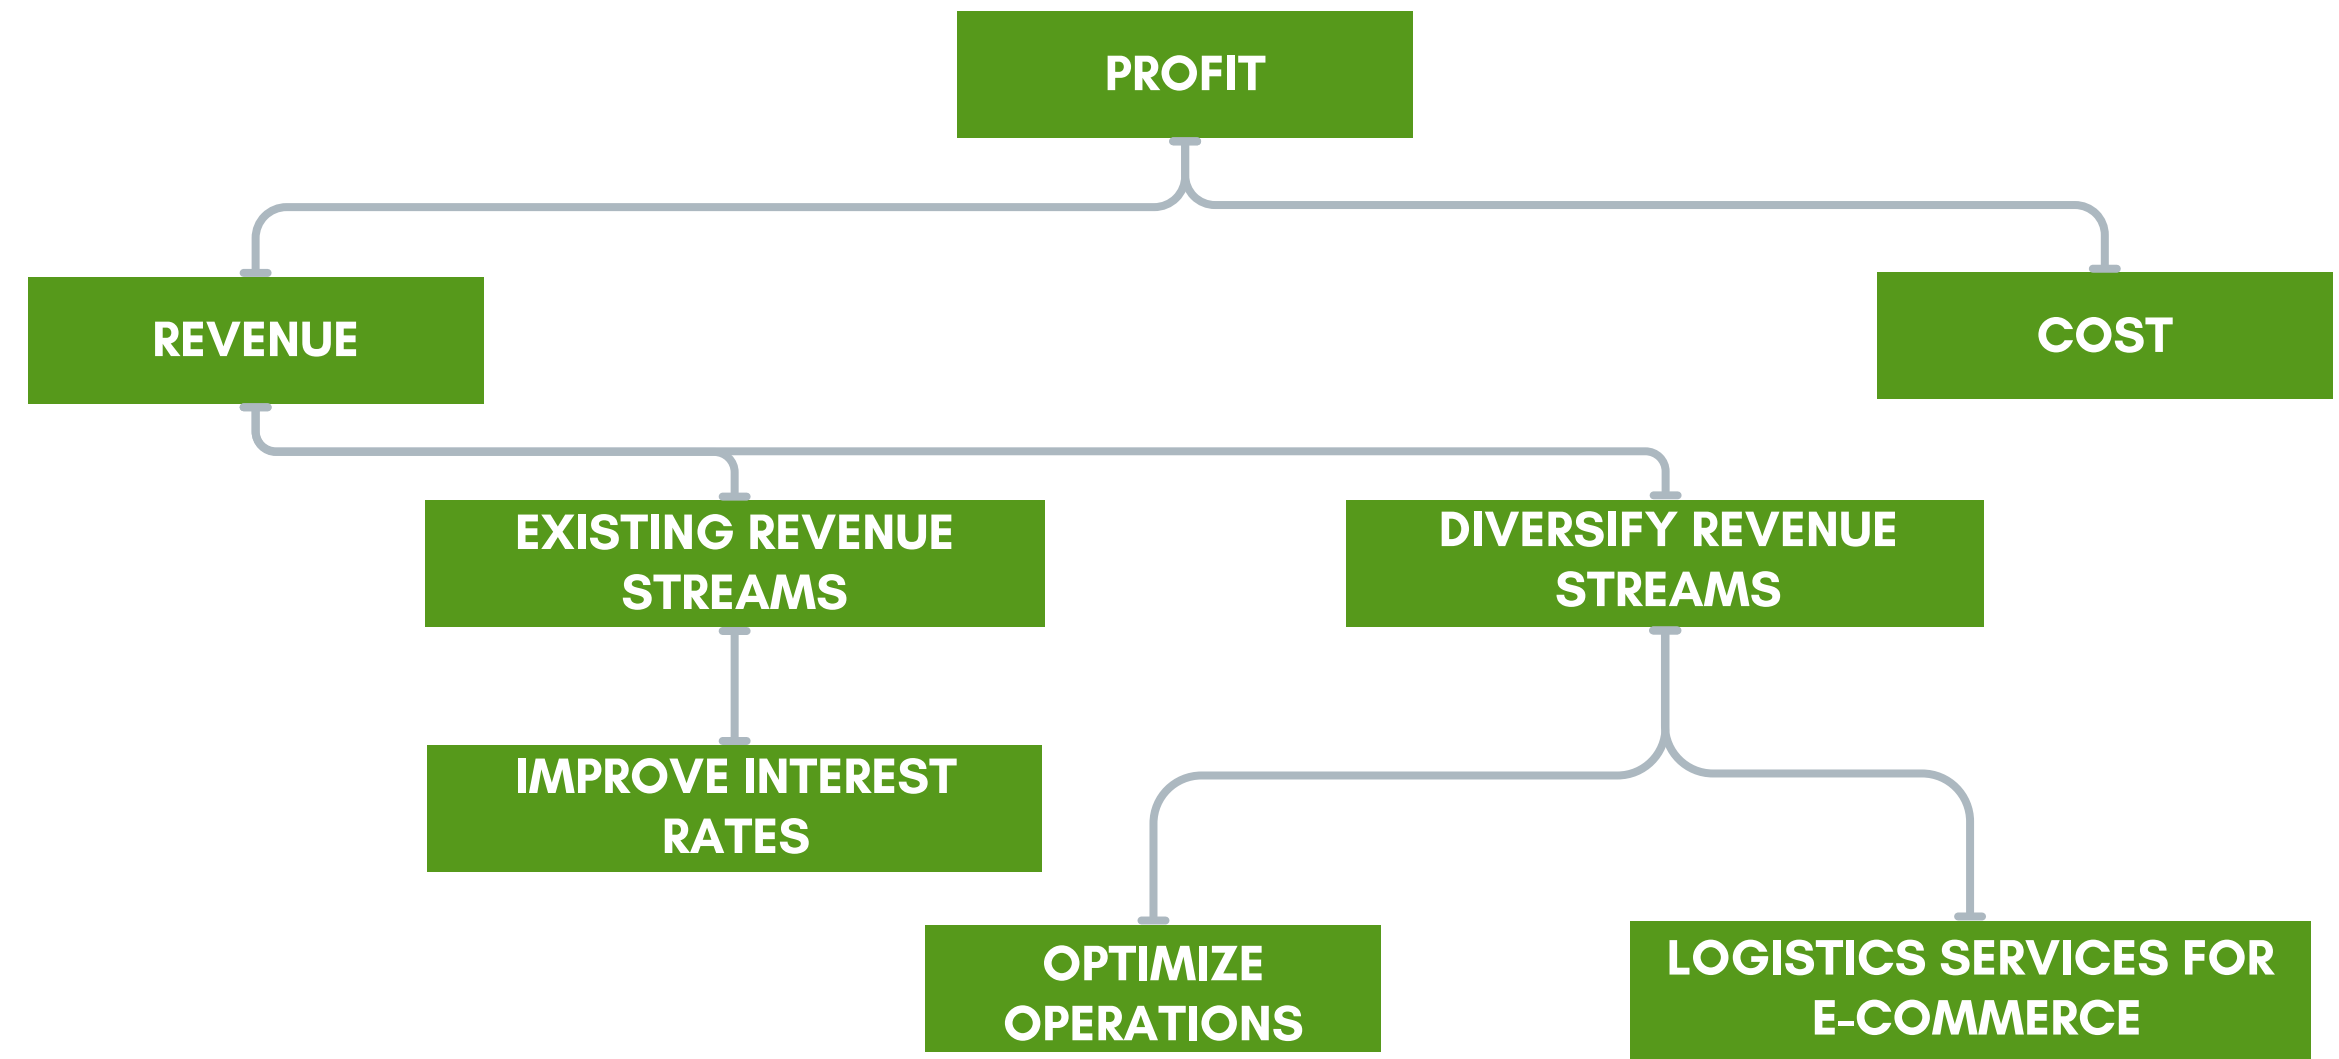 PROFIT
REVENUE
COST
EXISTING REVENUE
STREAMS
DIVERSIFY REVENUE
STREAMS
IMPROVE INTEREST
RATES
OPTIMIZE
OPERATIONS
LOGISTICS SERVICES FOR
E-COMMERCE